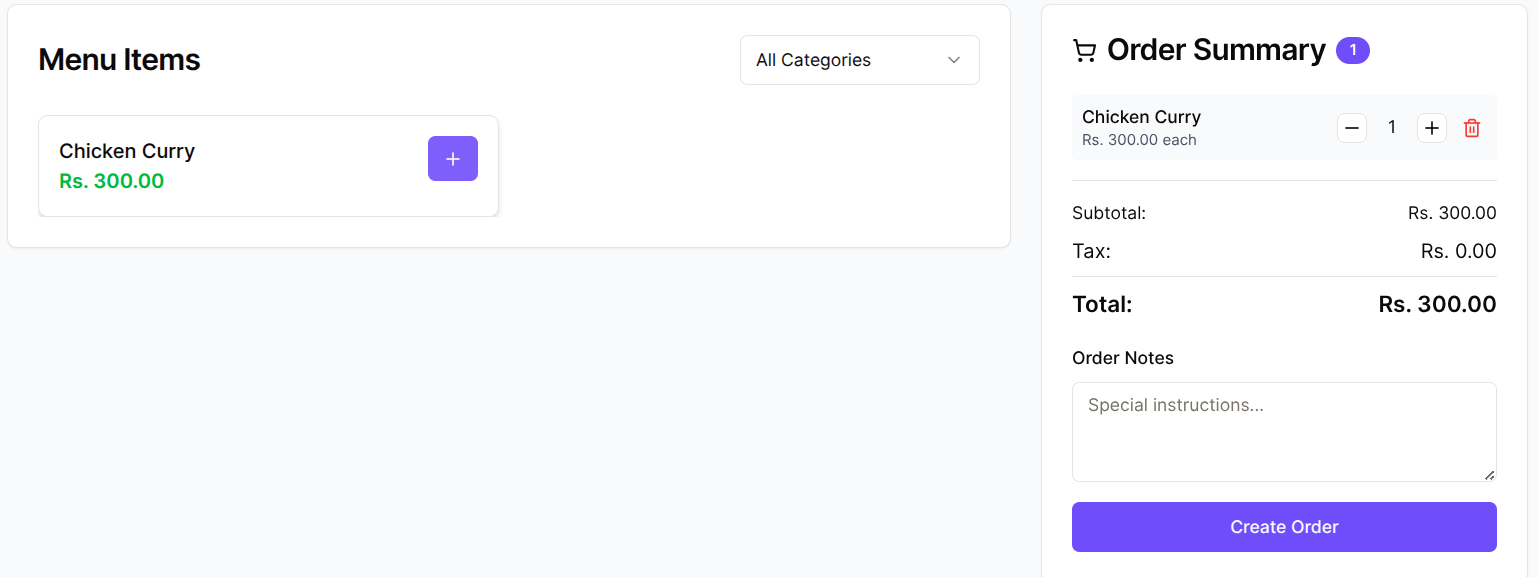 Menu Items
All Categories
Chicken Curry
Rs. 300.00
+
Order Summary 1
Chicken Curry
Rs. 300.00 each
− 1 +
Subtotal: Rs. 300.00
Tax: Rs. 0.00
Total: Rs. 300.00
Order Notes
Special instructions...
Create Order